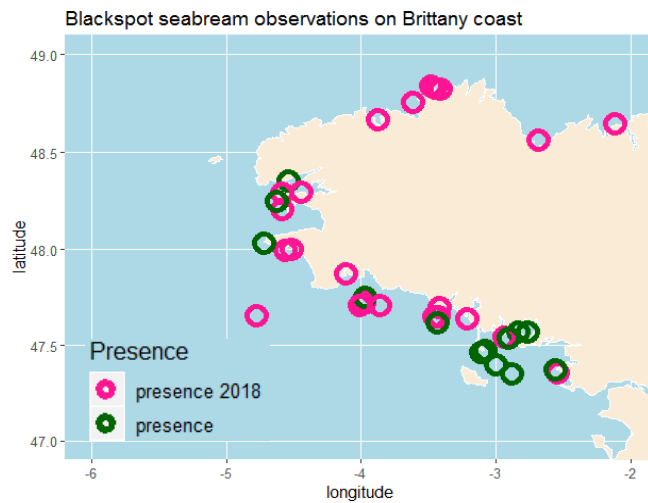 Blackspot seabream observations on Brittany coast
49.0
48.5
48.0
47.5
47.0
latitude
Presence
presence 2018
presence
-6 -5 -4 -3 -2
longitude